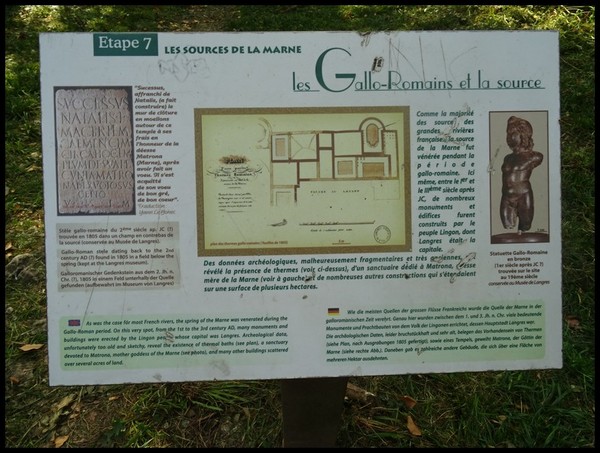 Etape 7
LES SOURCES DE LA MARNE
les Gallo-Romains et la source
SUCCESSUS
NATALIS
"Successus,
affranchi de
Natalis, (a fait
construire) le
mur de clôture
en moellons
autour de ce
temple à ses
frais en
l'honneur de la
déesse
Matrona
(Marne), après
avoir fait un
vœu. Il s'est
acquitté
de son vœu
de bon gré,
de bon coeur".
Stèle gallo-romaine du 2ème siècle ap. JC (!)
trouvée en 1805 dans un champ en contrebas de
la source (conservée au Musée de Langres).
Gallo-Roman stele dating back to the 2nd
century AD (!) found in 1805 in a field below the
spring (kept at the Langres museum).
Galloromanischer Gedenkstein aus dem 2. Jh. n.
Chr. (!), 1805 in einem Feld unterhalb der Quelle
gefunden (aufbewahrt im Museum von Langres)
Comme la majorité
des sources des
grandes rivières
françaises, la source
de la Marne fut
vénérée pendant la
période
gallo-romaine. Ici
même, entre le Ier et
le IIIème siècle après
JC, de nombreux
monuments et
édifices furent
construits par le
peuple Lingon, dont
Langres était la
capitale.
Des données archéologiques, malheureusement fragmentaires et très anciennes, ont
révélé la présence de thermes (voir ci-dessus), d'un sanctuaire dédié à Matrona, déesse
mère de la Marne (voir à gauche) et de nombreuses autres constructions qui s'étendaient
sur une surface de plusieurs hectares.
Statuette Gallo-Romaine
en bronze
(1er siècle après JC ?)
trouvée sur le site
au 19ème siècle
conservée au Musée de Langres
As was the case for most French rivers, the spring of the Marne was venerated during the
Gallo-Roman period. On this very spot, from the 1st to the 3rd century AD, many monuments and
buildings were erected by the Lingon people whose capital was Langres. Archeological data,
unfortunately too old and sketchy, reveal the existence of thermal baths (see plan), a sanctuary
devoted to Matrona, mother goddess of the Marne (see photo), and many other buildings scattered
over several acres of land.
Wie die meisten Quellen der grossen Flüsse Frankreichs wurde die Quelle der Marne in der
galloromanischen Zeit verehrt. Genau hier wurden zwischen dem 1. und 3. Jh. n. Chr. viele bedeutende
Monumente und Prachtbauten von dem Volk der Lingonen errichtet, dessen Hauptstadt Langres war.
Die archäologischen Daten, leider bruchstückhaft und sehr alt, belegen das Vorhandensein von Thermen
(siehe Plan, nach Ausgrabungen 1805 gefertigt), sowie eines Tempels, geweiht Matrona, der Göttin der
Marne (siehe rechte Abb.). Daneben gab es zahlreiche andere Gebäude, die sich über eine Fläche von
mehreren Hektar ausdehnten.